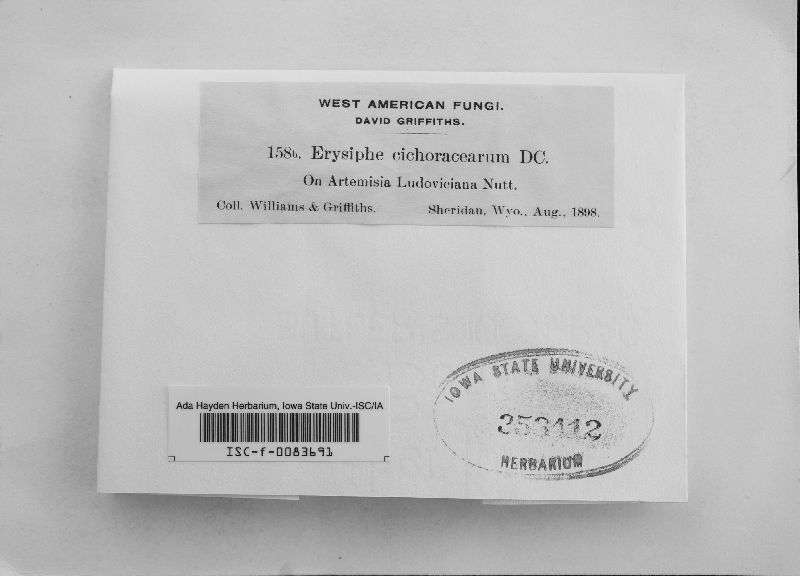 WEST AMERICAN FUNGI.
DAVID GRIFFITHS.
158b. Erysiphe cichoracearum DC.
On Artemisia Ludoviciana Nutt.
Coll. Williams & Griffiths. Sheridan, Wyo., Aug., 1898.
IOWA STATE UNIVERSITY
353412
HERBARIUM
Ada Hayden Herbarium, Iowa State Univ.-ISC/IA
ISC-f-0083691